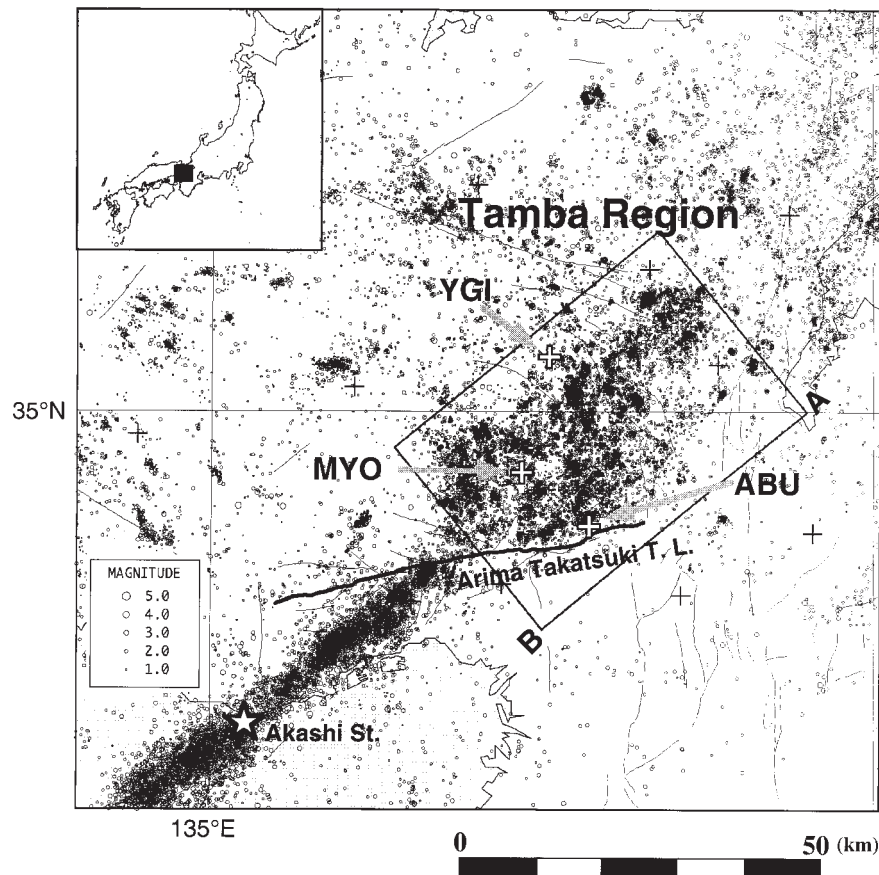 Tamba Region
YGI
35°N
A
MYO
ABU
Arima Takatsuki T. L.
MAGNITUDE
5.0
4.0
3.0
2.0
1.0
B
Akashi St.
135°E
0 50 (km)